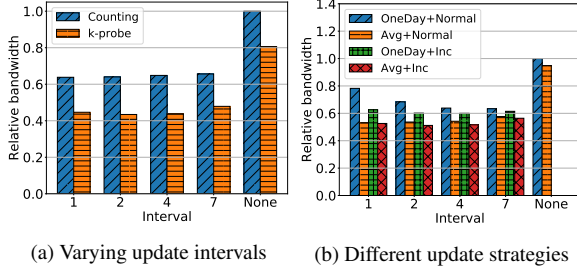 Relative bandwidth
1.0
0.8
0.6
0.4
0.2
0.0
Counting
k-probe
1 2 4 7 None
Interval
(a) Varying update intervals
Relative bandwidth
1.4
1.2
1.0
0.8
0.6
0.4
0.2
0.0
OneDay+Normal
Avg+Normal
OneDay+Inc
Avg+Inc
1 2 4 7 None
Interval
(b) Different update strategies